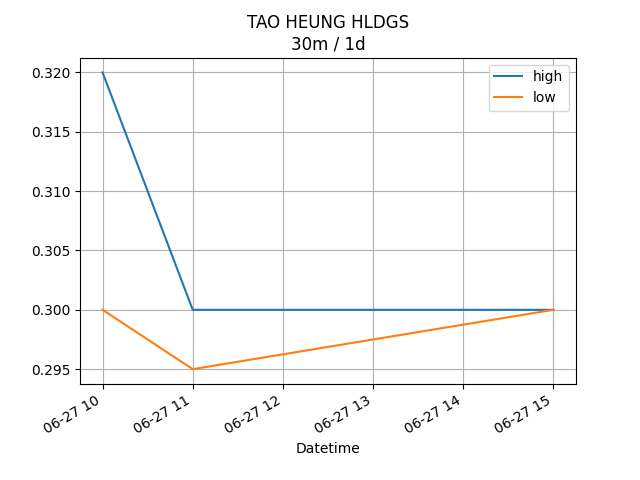 TAO HEUNG HLDGS
30m / 1d
high
low
0.320
0.315
0.310
0.305
0.300
0.295
06-27 10
06-27 11
06-27 12
06-27 13
06-27 14
06-27 15
Datetime